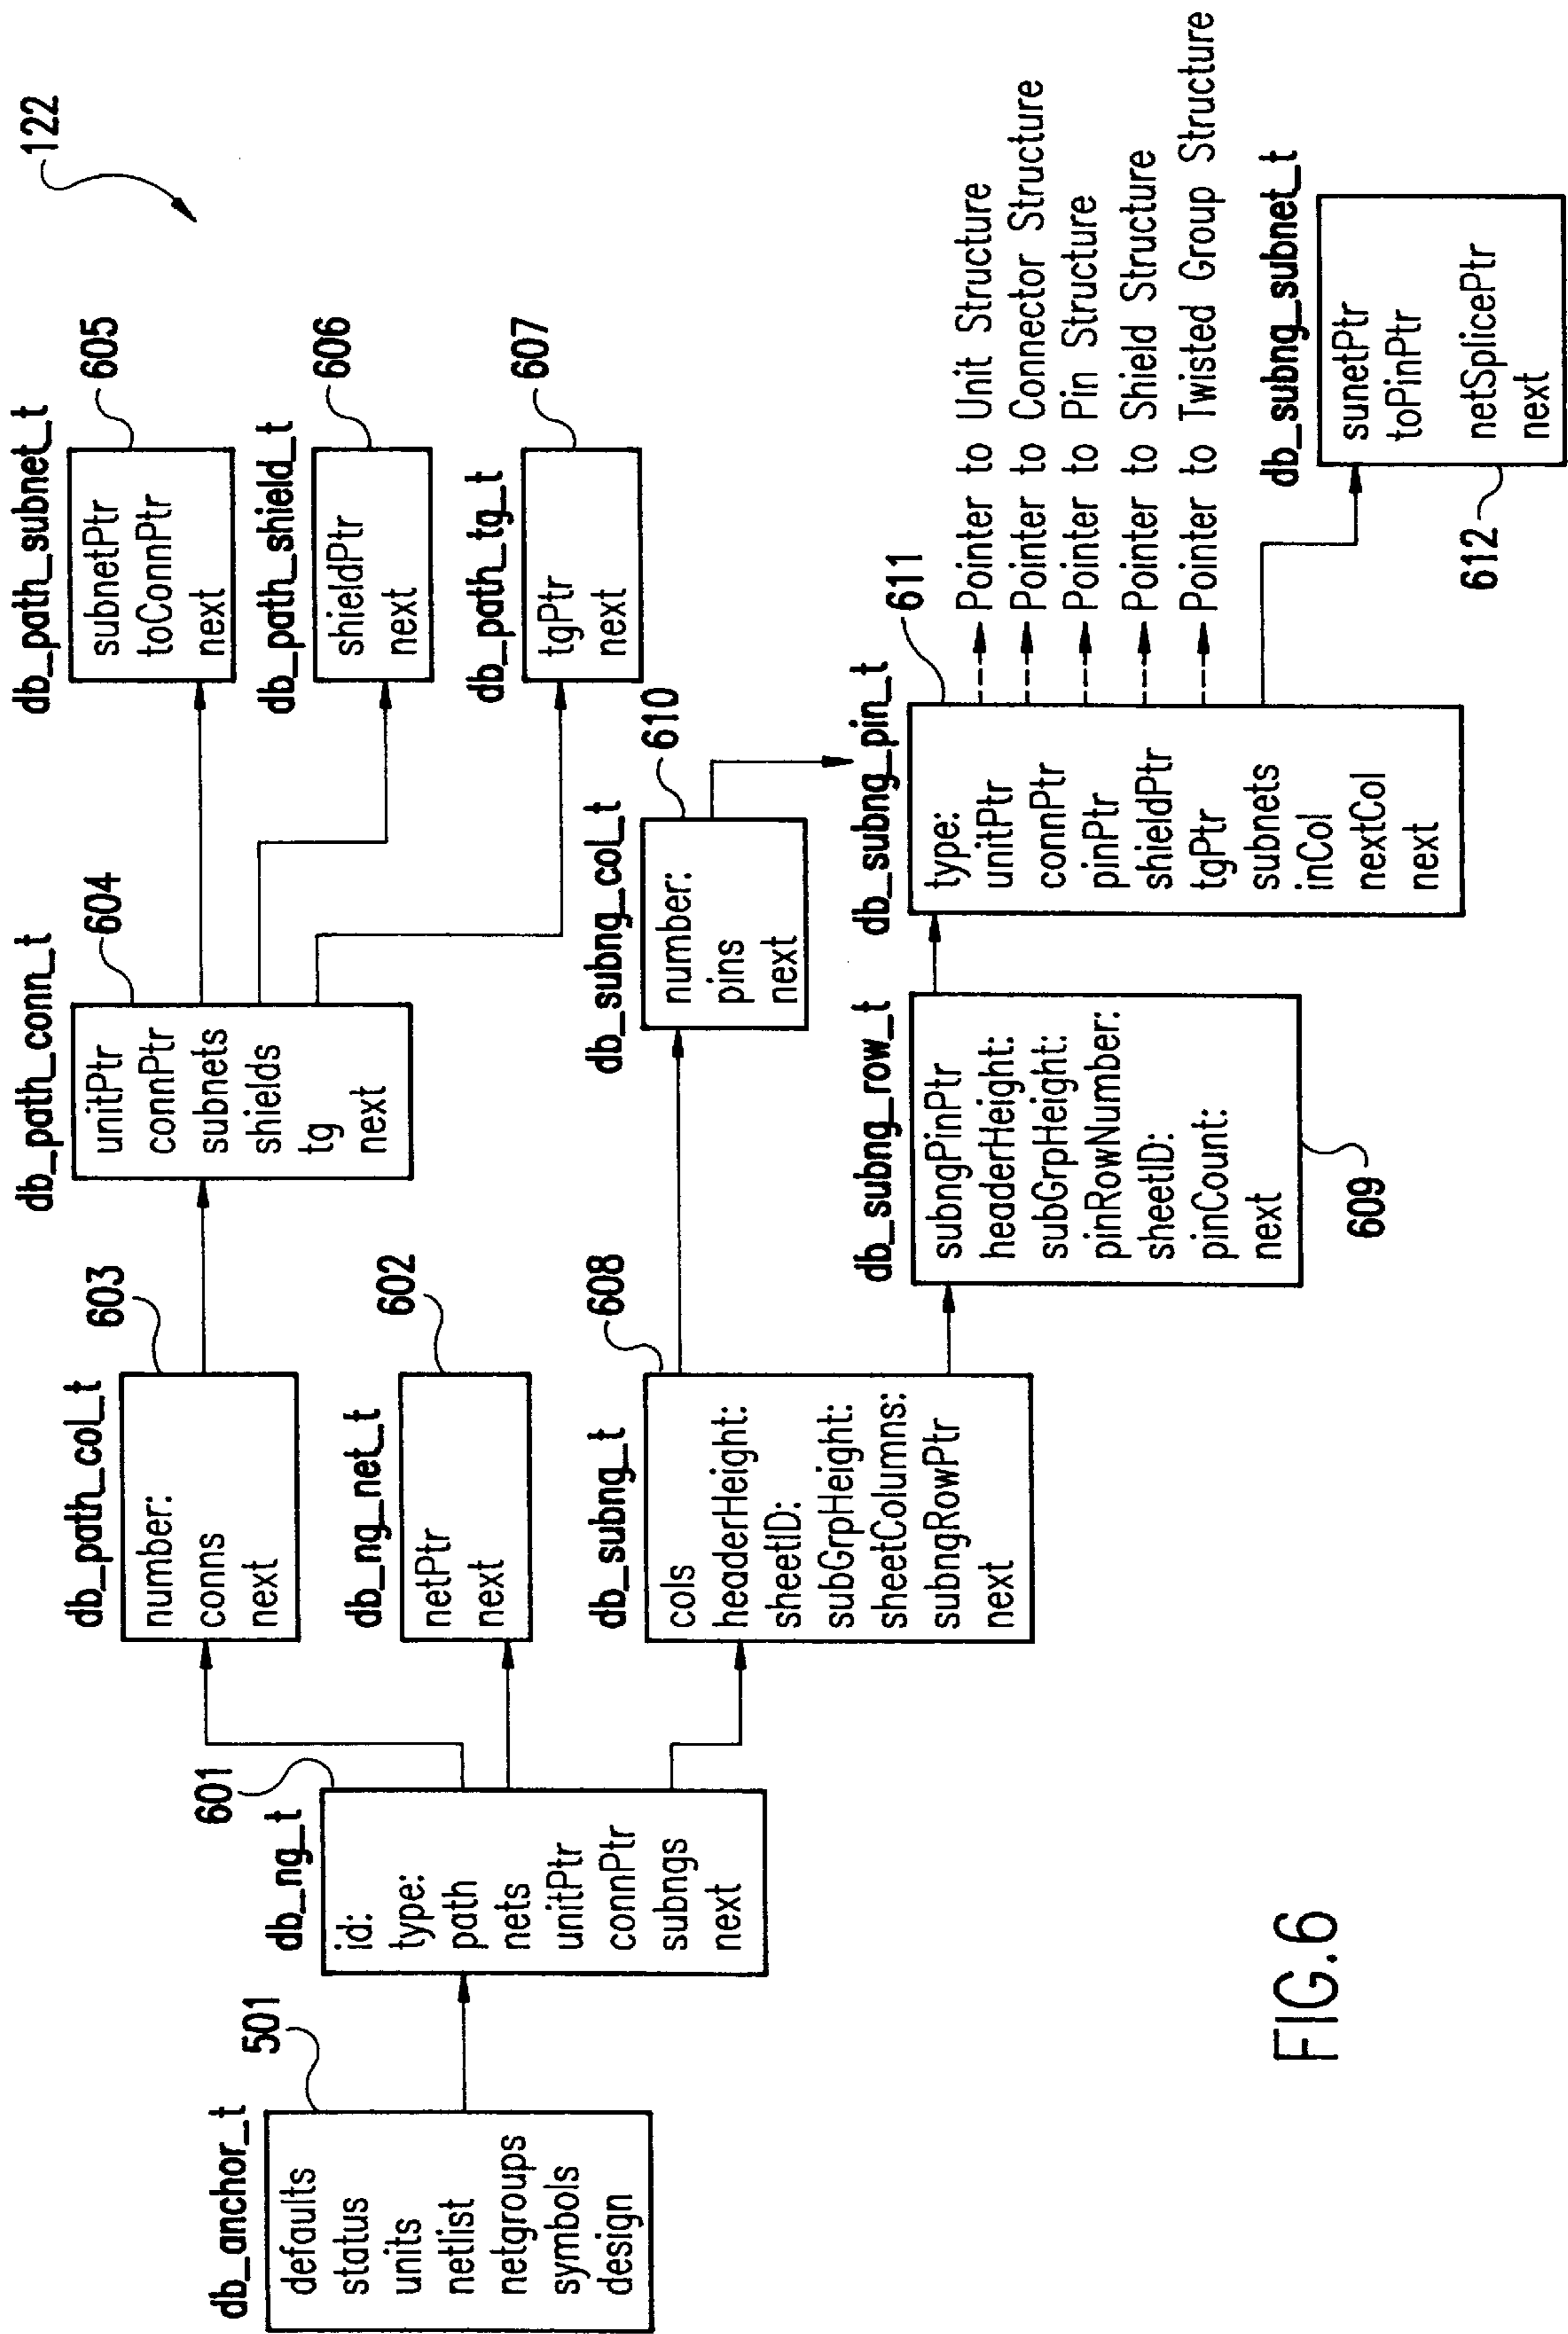 122
db_anchor_t
501
defaults
status
units
netlist
netgroups
symbols
design
db_ng_t
601
id:
type:
path
nets
unitPtr
connPtr
subngs
next
db_path_col_t
603
number:
conns
next
db_ng_net_t
602
netPtr
next
db_subng_t
608
cols
headerHeight:
sheetID:
subGrpHeight:
sheetColumns:
subngRowPtr
next
db_path_conn_t
604
unitPtr
connPtr
subnets
shields
tg
next
db_path_subnet_t
605
subnetPtr
toConnPtr
next
db_path_shield_t
606
shieldPtr
next
db_path_tg_t
607
tgPtr
next
db_subng_col_t
610
number:
pins
next
db_subng_row_t
609
subngPinPtr
headerHeight:
subGrpHeight:
pinRowNumber:
sheetID:
pinCount:
next
db_subng_pin_t
611
type:
unitPtr
connPtr
pinPtr
shieldPtr
tgPtr
subnets
inCol
nextCol
next
Pointer to Unit Structure
Pointer to Connector Structure
Pointer to Pin Structure
Pointer to Shield Structure
Pointer to Twisted Group Structure
db_subng_subnet_t
612
sunetPtr
toPinPtr
netSplicePtr
next
FIG.6